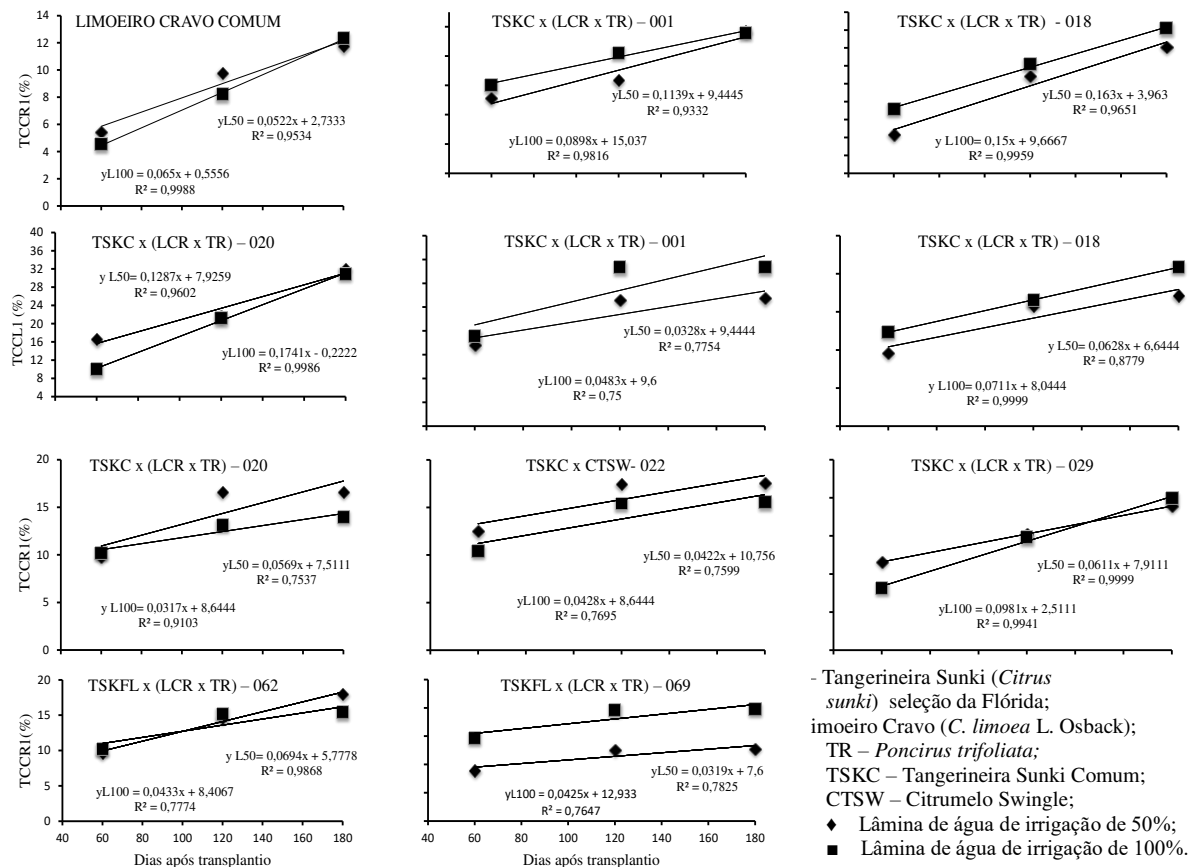 LIMOEIRO CRAVO COMUM
14
12
10
8
6
4
2
0
TCCR1(%)
yL50 = 0,0522x + 2,7333
R² = 0,9534
yL100 = 0,065x + 0,5556
R² = 0,9988
TSKC x (LCR x TR) – 001
yL50 = 0,1139x + 9,4445
R² = 0,9332
yL100 = 0,0898x + 15,037
R² = 0,9816
TSKC x (LCR x TR) - 018
yL50 = 0,163x + 3,963
R² = 0,9651
y L100 = 0,15x + 9,6667
R² = 0,9959
TSKC x (LCR x TR) – 020
40
36
32
28
24
20
16
12
8
4
TCCL1 (%)
y L50= 0,1287x + 7,9259
R² = 0,9602
yL100 = 0,1741x - 0,2222
R² = 0,9986
40 60 80 100 120 140 160 180
TSKC x (LCR x TR) – 001
yL50 = 0,0328x + 9,4444
R² = 0,7754
yL100 = 0,0483x + 9,6
R² = 0,75
TSKC x (LCR x TR) – 018
y L50 = 0,0628x + 6,6444
R² = 0,8779
y L100= 0,0711x + 8,0444
R² = 0,9999
TSKC x (LCR x TR) – 020
20
15
10
5
0
TCCR1(%)
yL50 = 0,0569x + 7,5111
R² = 0,7537
y L100 = 0,0317x + 8,6444
R² = 0,9103
TSKC x CTSW- 022
yL50 = 0,0422x + 10,756
R² = 0,7599
yL100 = 0,0428x + 8,6444
R² = 0,7695
TSKC x (LCR x TR) – 029
yL50 = 0,0611x + 7,9111
R² = 0,9999
yL100 = 0,0981x + 2,5111
R² = 0,9941
TSKFL x (LCR x TR) – 062
20
15
10
5
0
TCCR1(%)
y L50 = 0,0694x + 5,7778
R² = 0,9868
yL100 = 0,0433x + 8,4067
R² = 0,7774
40 60 80 100 120 140 160 180
Dias após transplantio
TSKFL x (LCR x TR) – 069
yL50 = 0,0319x + 7,6
R² = 0,7825
yL100 = 0,0425x + 12,933
R² = 0,7647
40 60 80 100 120 140 160 180
Dias após transplantio
- Tangerineira Sunki (Citrus
sunki) seleção da Flórida;
imoeiro Cravo (C. limoea L. Osback);
TR – Poncirus trifoliata;
TSKC – Tangerineira Sunki Comum;
CTSW – Citrumelo Swingle;
♦ Lâmina de água de irrigação de 50%;
■ Lâmina de água de irrigação de 100%.